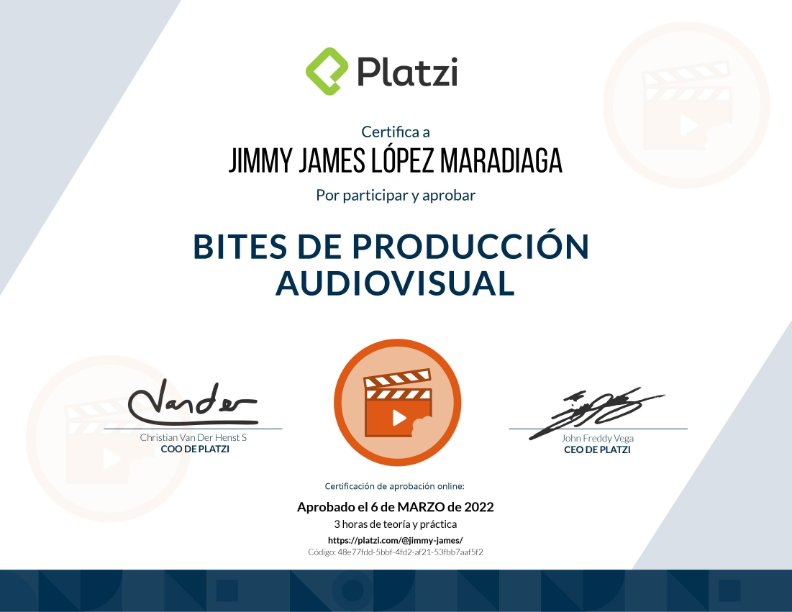 Platzi
Certifica a
JIMMY JAMES LÓPEZ MARADIAGA
Por participar y aprobar
BITES DE PRODUCCIÓN
AUDIOVISUAL
Vander
Christian Van Der Henst S
COO DE PLATZI
John Freddy Vega
CEO DE PLATZI
Certificación de aprobación online:
Aprobado el 6 de MARZO de 2022
3 horas de teoría y práctica
https://platzi.com/@jimmy-james/
Código: 48e77fdd-5bbf-4fd2-af21-53fbb7aaf5f2